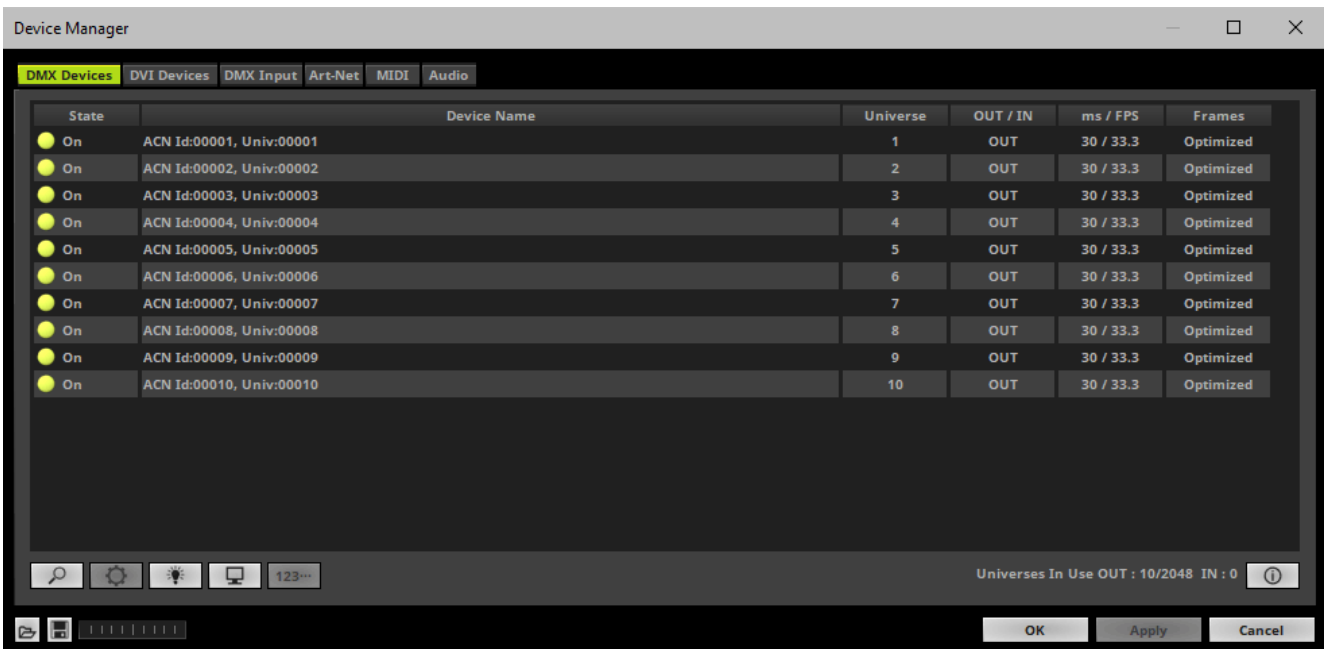 Device Manager
DMX Devices DVI Devices DMX Input Art-Net MIDI Audio
State Device Name Universe OUT / IN ms / FPS Frames
On ACN Id:00001, Univ:00001 1 OUT 30 / 33.3 Optimized
On ACN Id:00002, Univ:00002 2 OUT 30 / 33.3 Optimized
On ACN Id:00003, Univ:00003 3 OUT 30 / 33.3 Optimized
On ACN Id:00004, Univ:00004 4 OUT 30 / 33.3 Optimized
On ACN Id:00005, Univ:00005 5 OUT 30 / 33.3 Optimized
On ACN Id:00006, Univ:00006 6 OUT 30 / 33.3 Optimized
On ACN Id:00007, Univ:00007 7 OUT 30 / 33.3 Optimized
On ACN Id:00008, Univ:00008 8 OUT 30 / 33.3 Optimized
On ACN Id:00009, Univ:00009 9 OUT 30 / 33.3 Optimized
On ACN Id:00010, Univ:00010 10 OUT 30 / 33.3 Optimized
123··· Universes In Use OUT : 10/2048 IN : 0
OK Apply Cancel